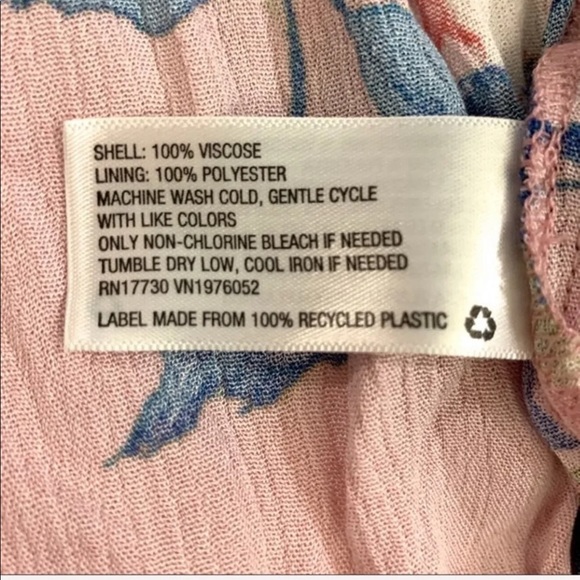 SHELL: 100% VISCOSE
LINING: 100% POLYESTER
MACHINE WASH COLD, GENTLE CYCLE
WITH LIKE COLORS
ONLY NON-CHLORINE BLEACH IF NEEDED
TUMBLE DRY LOW, COOL IRON IF NEEDED
RN17730 VN1976052
LABEL MADE FROM 100% RECYCLED PLASTIC